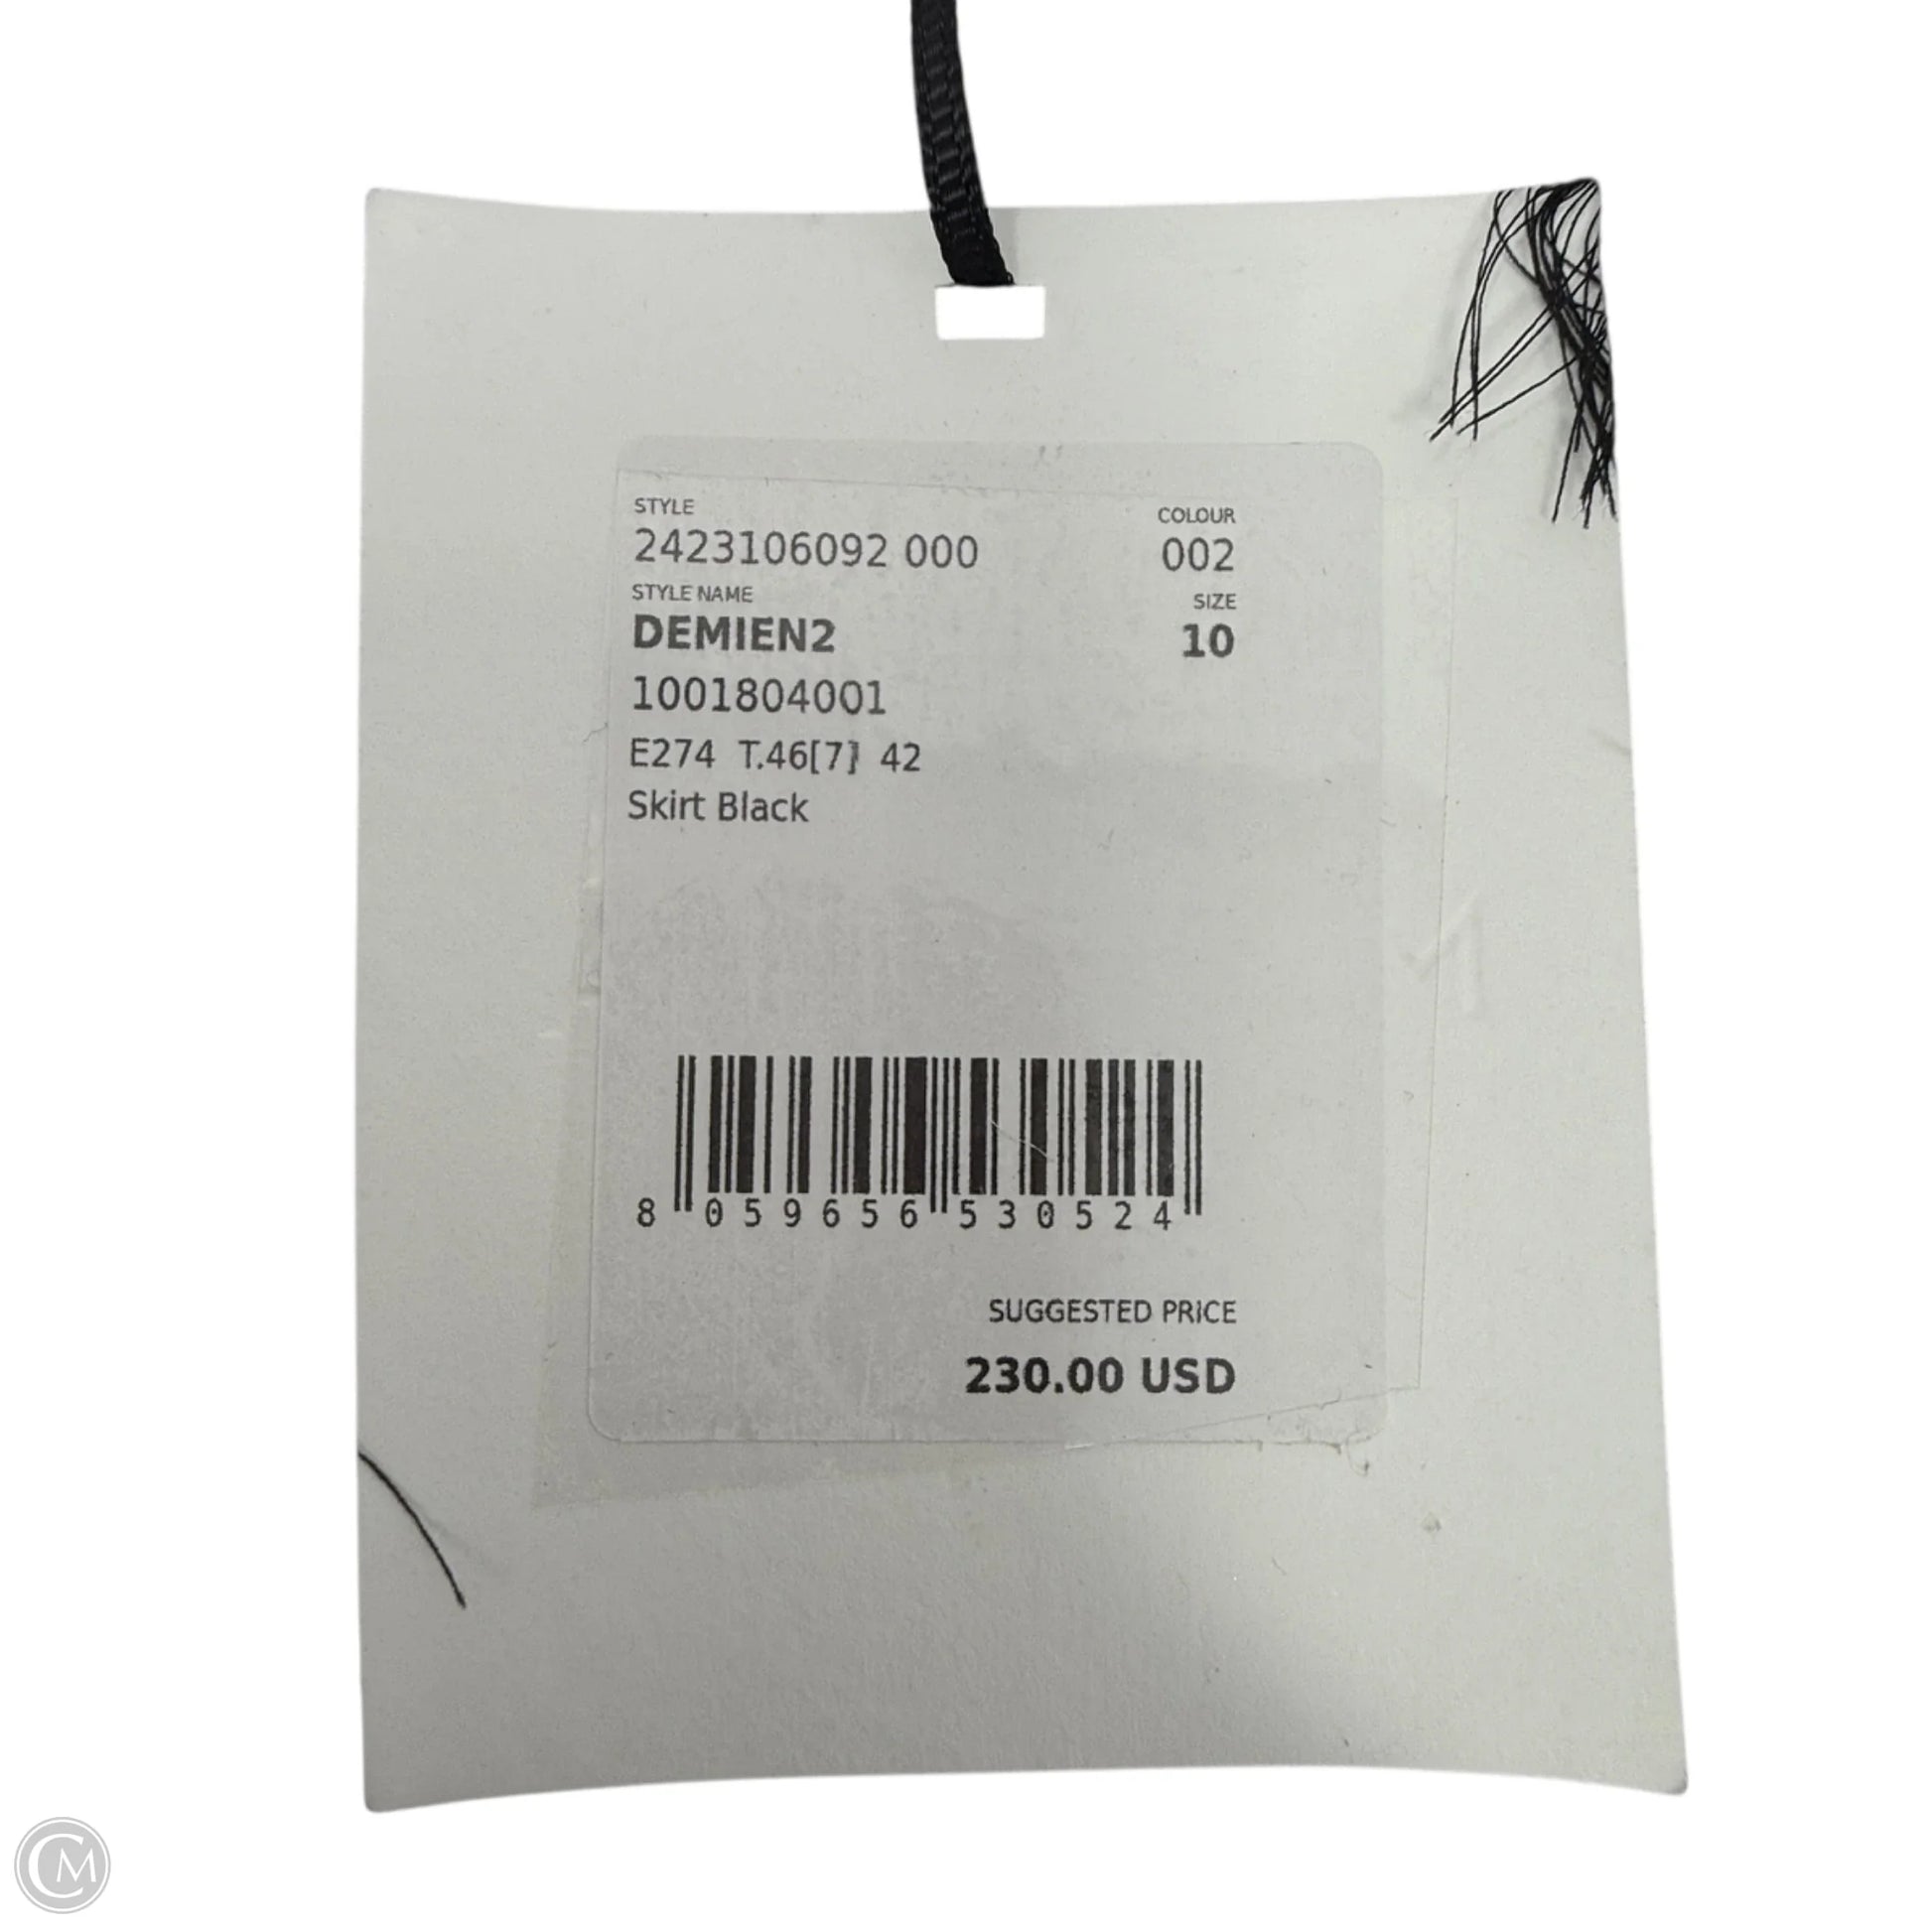 STYLE
2423106092 000
COLOUR
002
STYLE NAME
DEMIEN2
SIZE
10
1001804001
E274 T.46[7] 42
Skirt Black
8 059656 530524
SUGGESTED PRICE
230.00 USD
CM